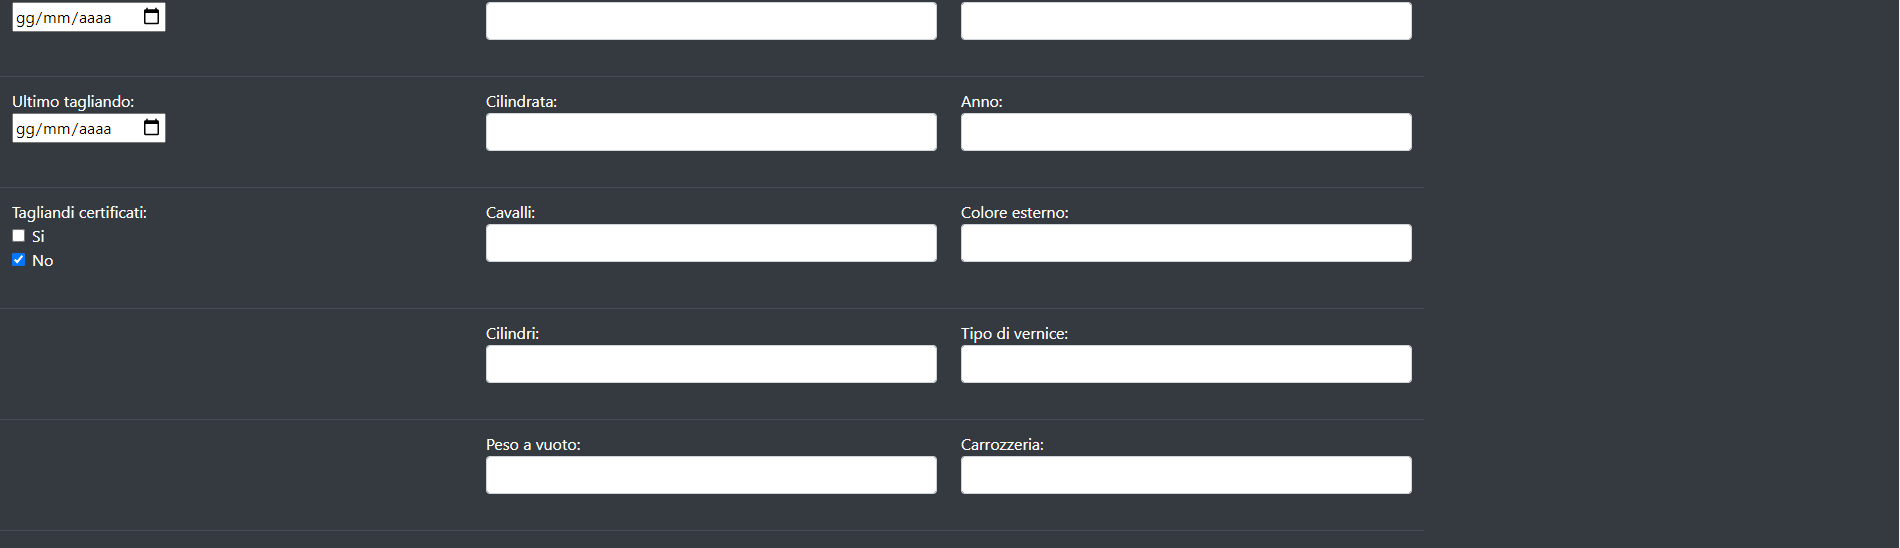 gg/mm/aaaa
Ultimo tagliando: Cilindrata: Anno:
gg/mm/aaaa
Tagliandi certificati: Cavalli: Colore esterno:
Si
No
Cilindri: Tipo di vernice:
Peso a vuoto: Carrozzeria: